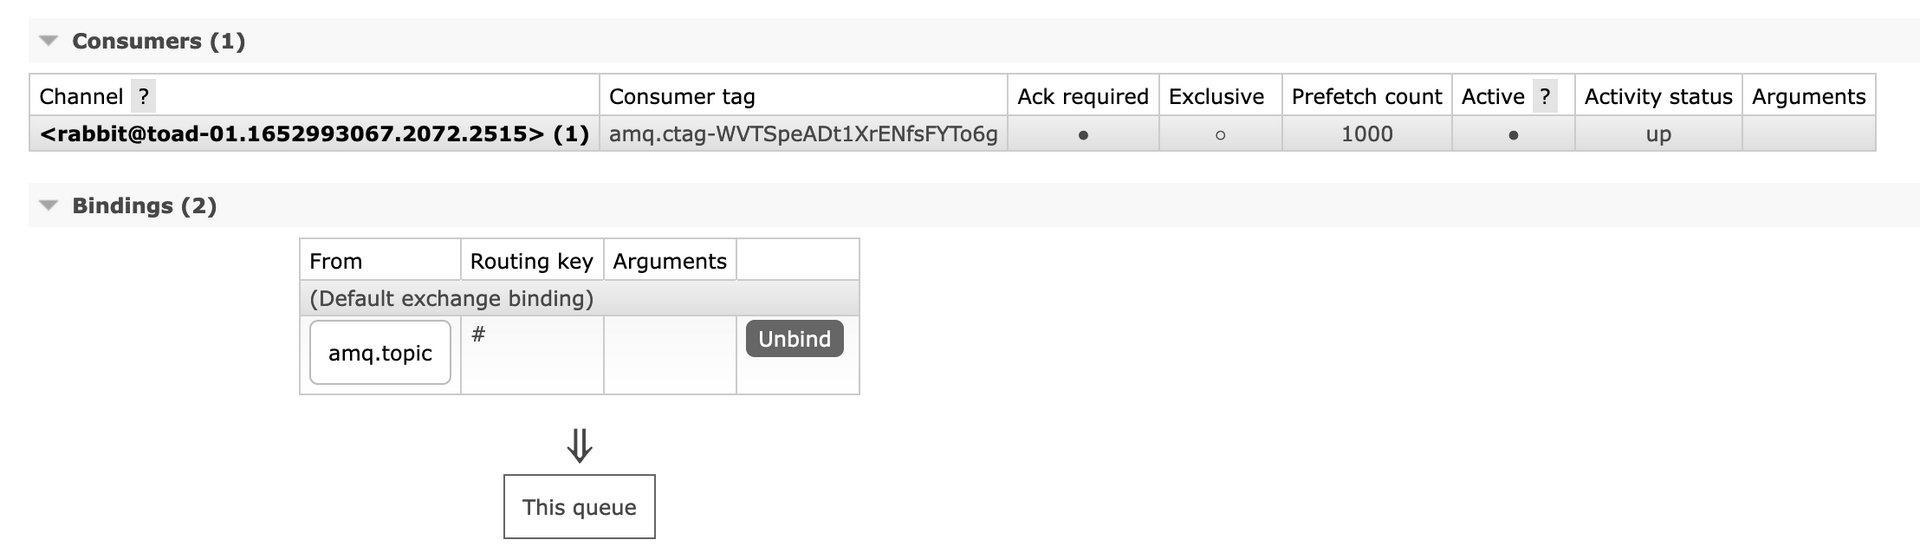 Consumers (1)
Channel ? Consumer tag Ack required Exclusive Prefetch count Active ? Activity status Arguments
<rabbit@toad-01.1652993067.2072.2515> (1) amq.ctag-WVTSpeADt1XrENfsFYTo6g ● ○ 1000 ● up
Bindings (2)
From Routing key Arguments
(Default exchange binding)
amq.topic # Unbind
⇓
This queue